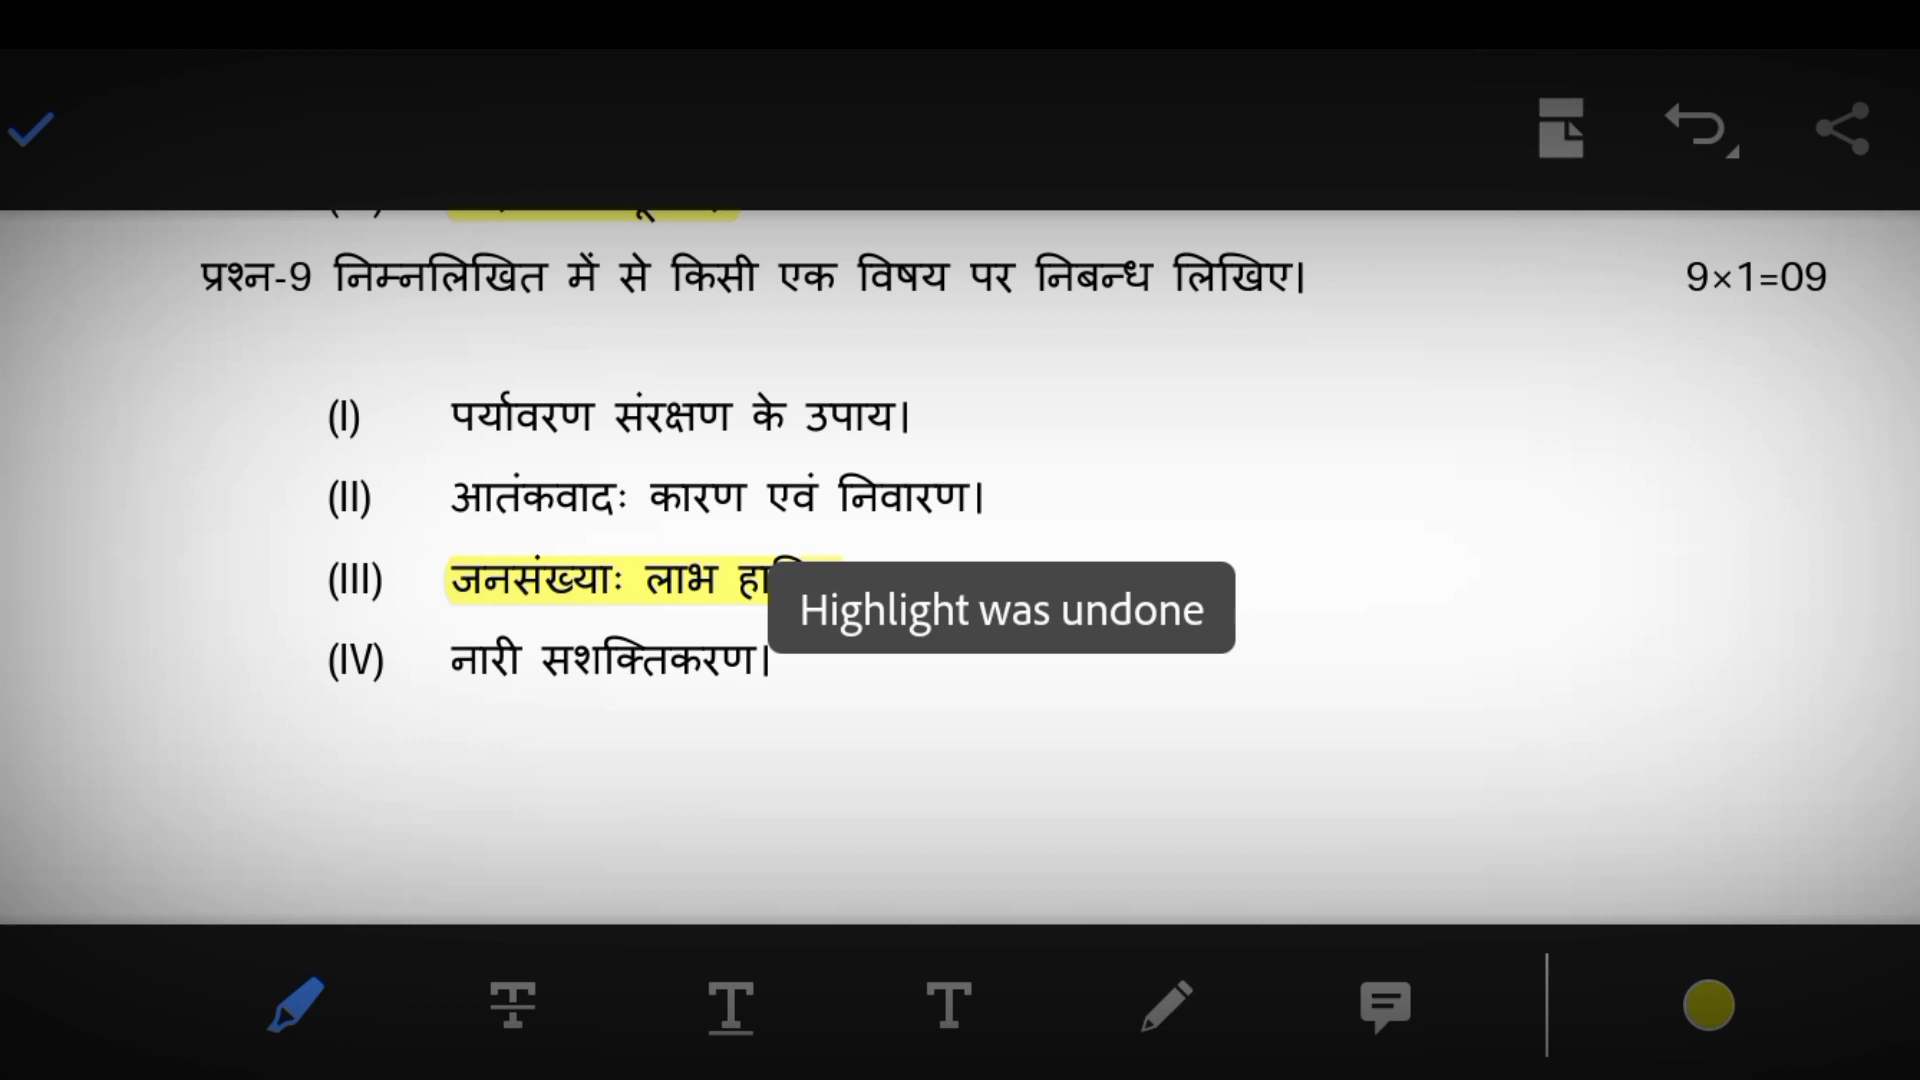 प्रश्न-9 निम्नलिखित में से किसी एक विषय पर निबन्ध लिखिए। 9×1=09
(I) पर्यावरण संरक्षण के उपाय।
(II) आतंकवादः कारण एवं निवारण।
(III) जनसंख्याः लाभ
Highlight was undone
(IV) नारी सशक्तिकरण।